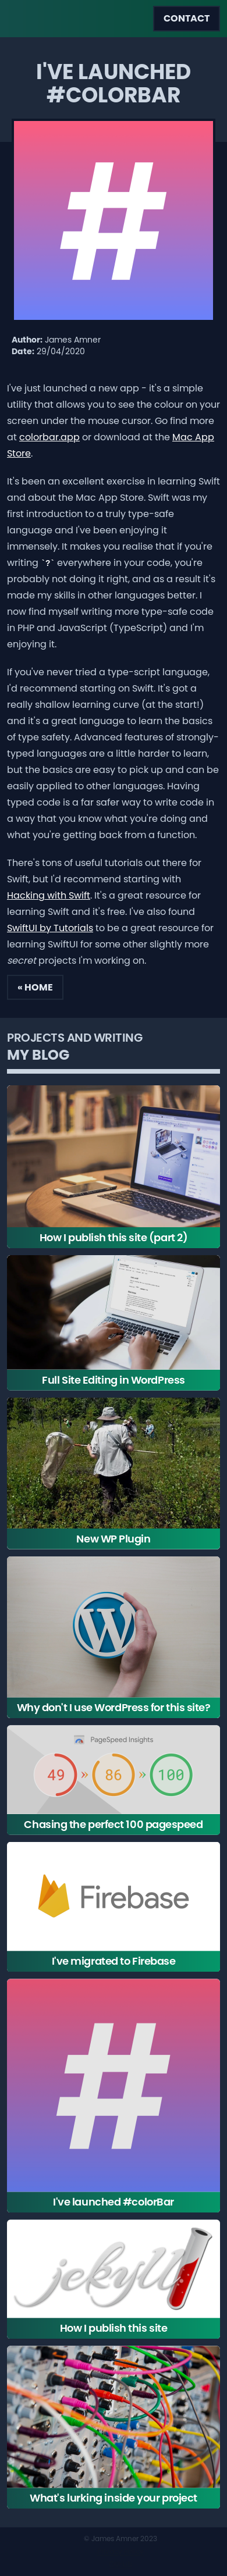 CONTACT
I'VE LAUNCHED
#COLORBAR
#
Author: James Amner
Date: 29/04/2020
I've just launched a new app - it's a simple
utility that allows you to see the colour on your
screen under the mouse cursor. Go find more
at colorbar.app or download at the Mac App
Store.
It's been an excellent exercise in learning Swift
and about the Mac App Store. Swift was my
first introduction to a truly type-safe
language and I've been enjoying it
immensely. It makes you realise that if you're
writing `?` everywhere in your code, you're
probably not doing it right, and as a result it's
made my skills in other languages better. I
now find myself writing more type-safe code
in PHP and JavaScript (TypeScript) and I'm
enjoying it.
If you've never tried a type-script language,
I'd recommend starting on Swift. It's got a
really shallow learning curve (at the start!)
and it's a great language to learn the basics
of type safety. Advanced features of strongly-
typed languages are a little harder to learn,
but the basics are easy to pick up and can be
easily applied to other languages. Having
typed code is a far safer way to write code in
a way that you know what you're doing and
what you're getting back from a function.
There's tons of useful tutorials out there for
Swift, but I'd recommend starting with
Hacking with Swift. It's a great resource for
learning Swift and it's free. I've also found
SwiftUI by Tutorials to be a great resource for
learning SwiftUI for some other slightly more
secret projects I'm working on.
« HOME
PROJECTS AND WRITING
MY BLOG
How I publish this site (part 2)
Full Site Editing in WordPress
New WP Plugin
Why don't I use WordPress for this site?
PageSpeed Insights
49 » 86 » 100
Chasing the perfect 100 pagespeed
Firebase
I've migrated to Firebase
#
I've launched #colorBar
jekyll
How I publish this site
What's lurking inside your project
© James Amner 2023